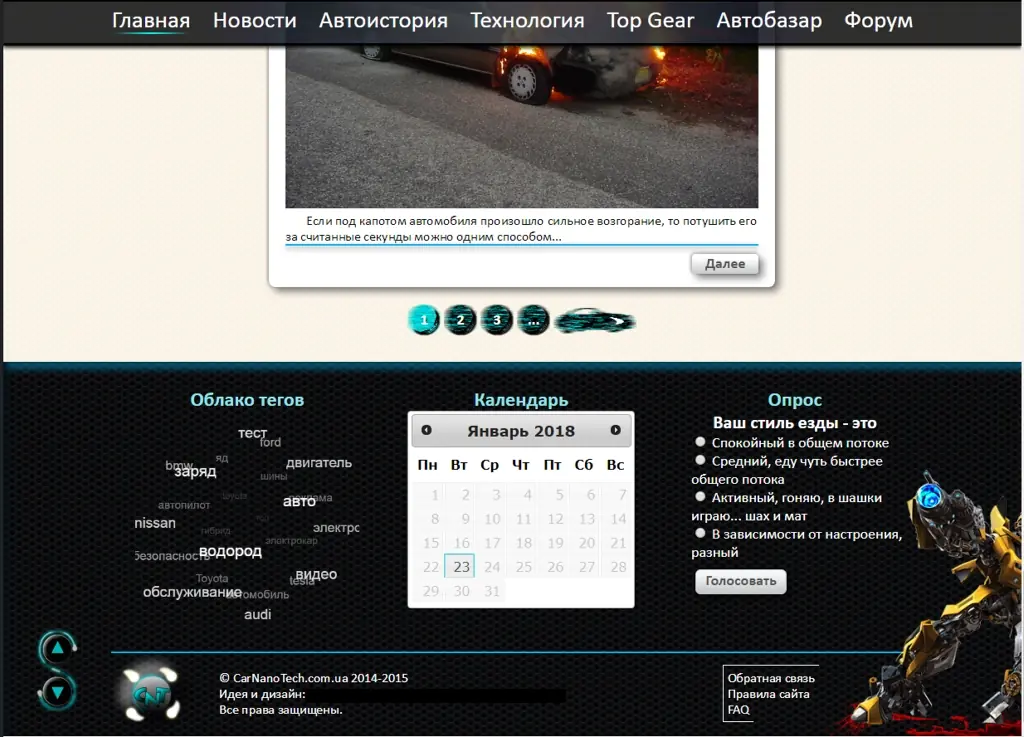 Главная Новости Автоистория Технология Top Gear Автобазар Форум
Если под капотом автомобиля произошло сильное возгорание, то потушить его
за считанные секунды можно одним способом...
Далее
1 2 3 ...
Облако тегов
тест
ford
яд
bmw
заряд
двигатель
шины
toyota
реклама
автопилот
авто
nissan
гибрид
электрос
электрокар
безопасность
водород
Toyota
видео
tesla
обслуживание
автомобиль
audi
Календарь
Январь 2018
Пн Вт Ср Чт Пт Сб Вс
1 2 3 4 5 6 7
8 9 10 11 12 13 14
15 16 17 18 19 20 21
22 23 24 25 26 27 28
29 30 31
Опрос
Ваш стиль езды - это
Спокойный в общем потоке
Средний, еду чуть быстрее
общего потока
Активный, гоняю, в шашки
играю... шах и мат
В зависимости от настроения,
разный
Голосовать
CNT
© CarNanoTech.com.ua 2014-2015
Идея и дизайн:
Все права защищены.
Обратная связь
Правила сайта
FAQ